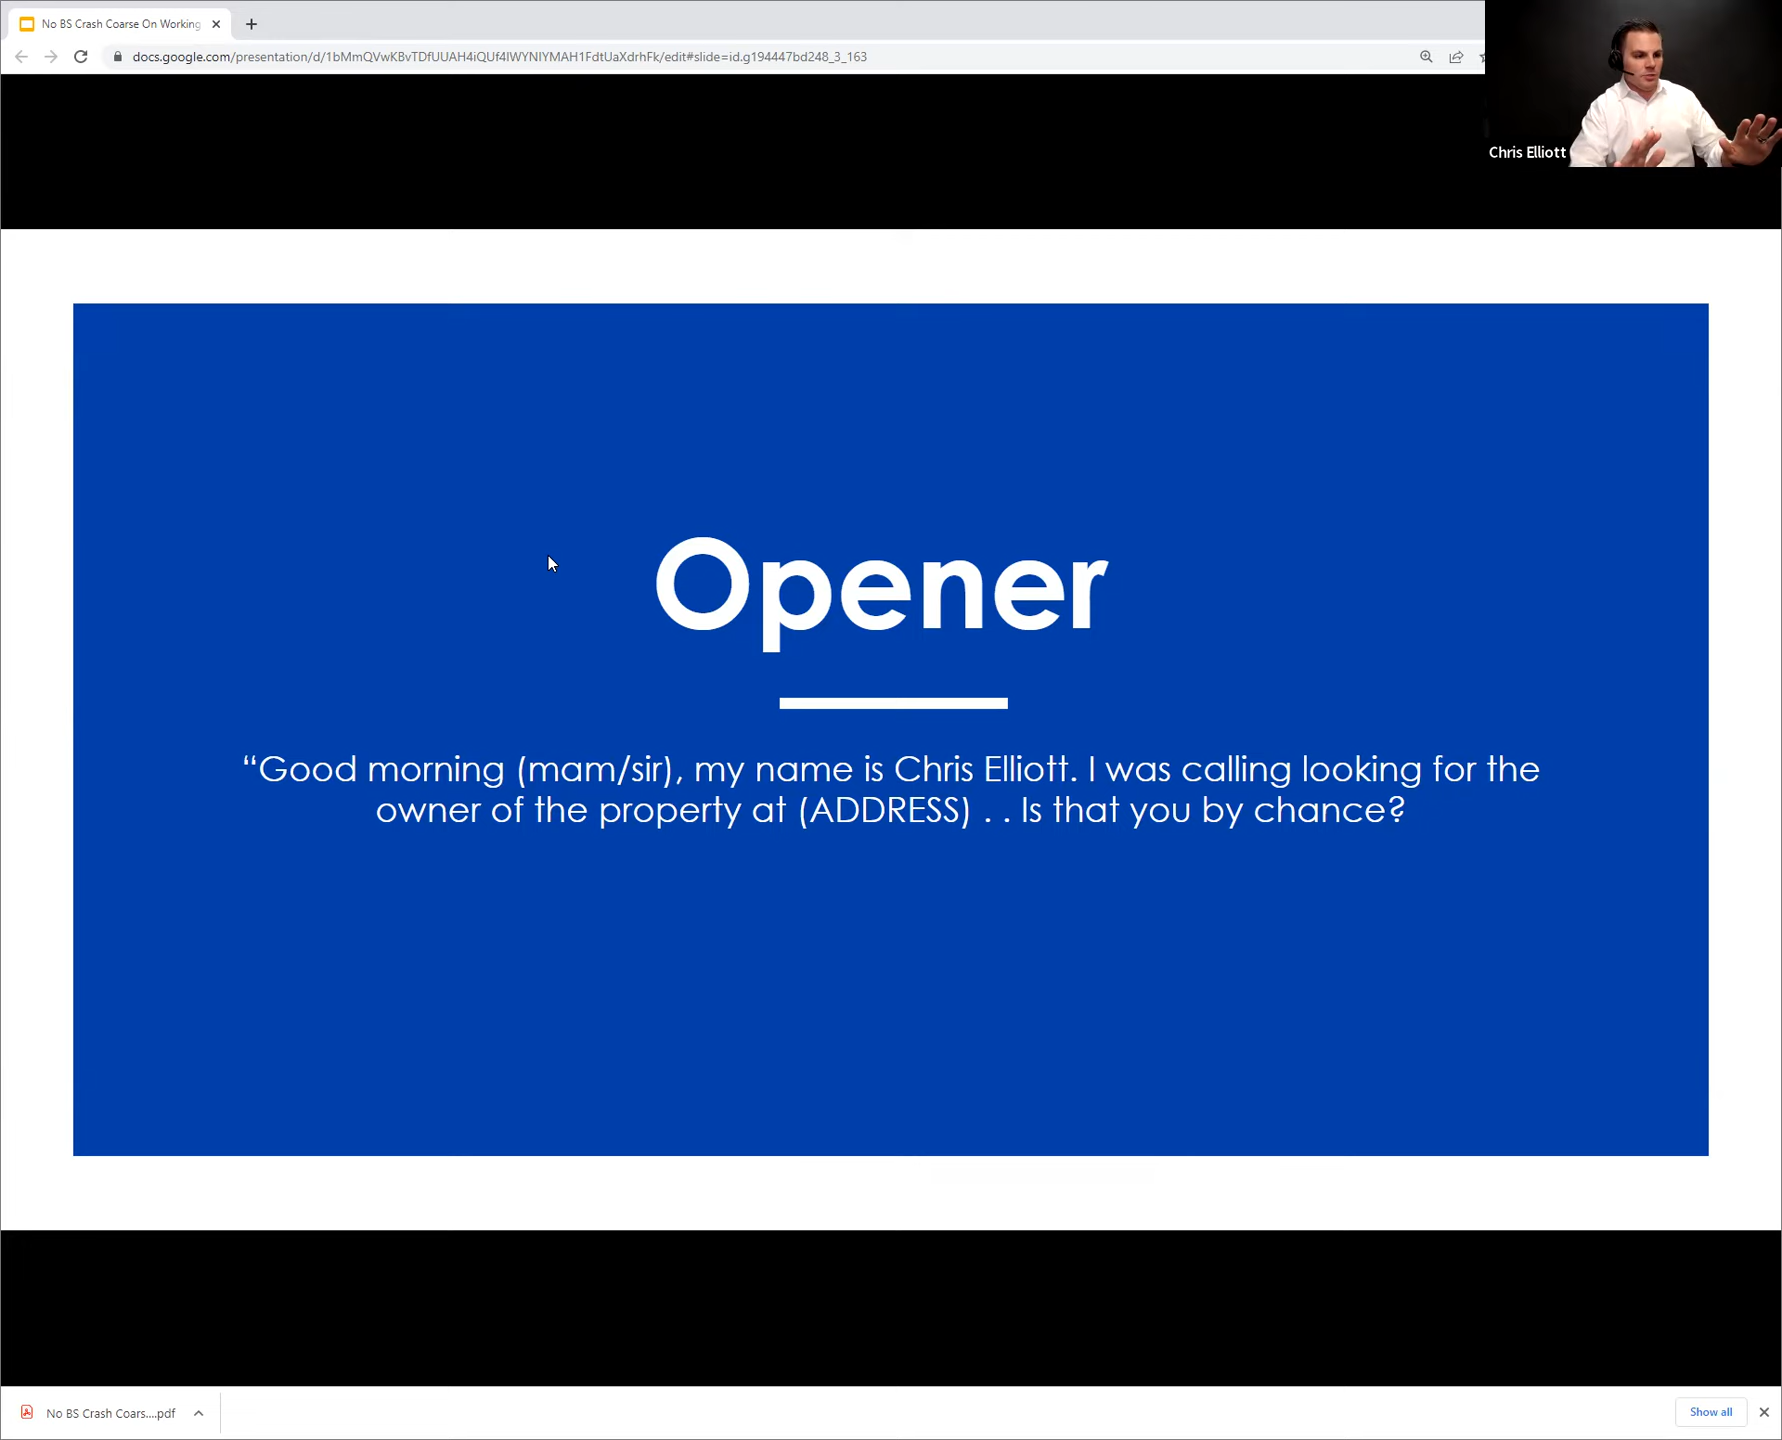 No BS Crash Coarse On Working
docs.google.com/presentation/d/1bMmQVwKBvTDfUUAH4iQUf4IWYNIYMAH1FdtUaXdrhFk/edit#slide=id.g194447bd248_3_163
Chris Elliott
Opener
“Good morning (mam/sir), my name is Chris Elliott. I was calling looking for the
owner of the property at (ADDRESS) . . Is that you by chance?
No BS Crash Coars....pdf
Show all